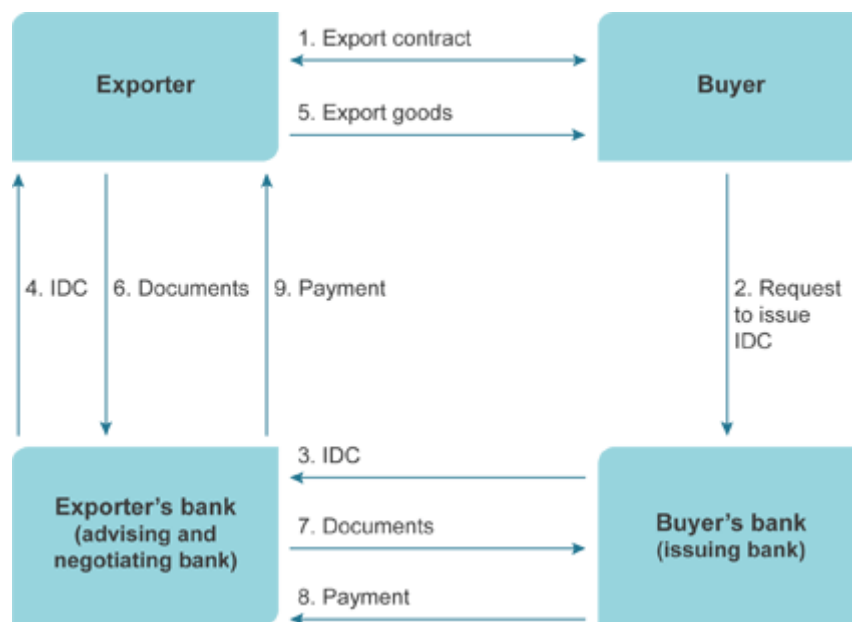 1. Export contract
Exporter
Buyer
5. Export goods
4. IDC
6. Documents
9. Payment
2. Request
to issue
IDC
3. IDC
Exporter’s bank
(advising and
negotiating bank)
7. Documents
Buyer’s bank
(issuing bank)
8. Payment